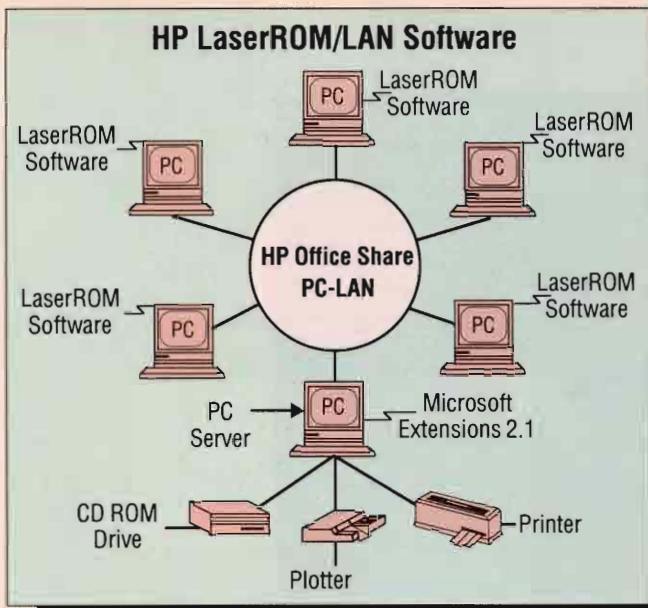 HP LaserROM/LAN Software
LaserROM
Software
PC
LaserROM
Software
PC
LaserROM
Software
PC
HP Office Share
PC-LAN
LaserROM
Software
PC
LaserROM
Software
PC
PC
Server
PC
Microsoft
Extensions 2.1
CD ROM
Drive
Plotter
Printer